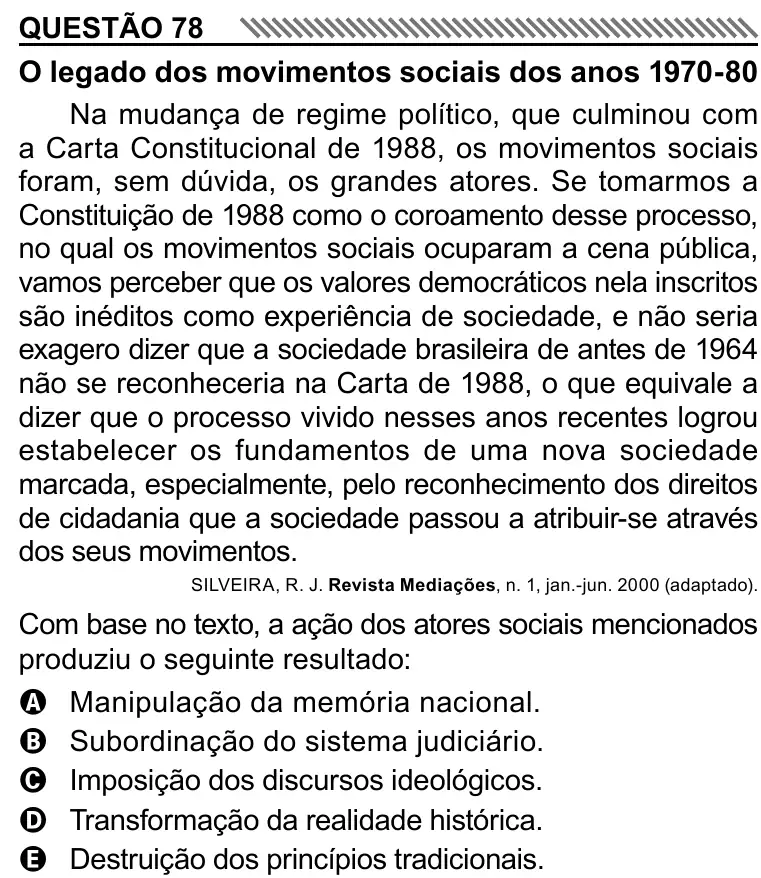 QUESTÃO 78
O legado dos movimentos sociais dos anos 1970-80
Na mudança de regime político, que culminou com
a Carta Constitucional de 1988, os movimentos sociais
foram, sem dúvida, os grandes atores. Se tomarmos a
Constituição de 1988 como o coroamento desse processo,
no qual os movimentos sociais ocuparam a cena pública,
vamos perceber que os valores democráticos nela inscritos
são inéditos como experiência de sociedade, e não seria
exagero dizer que a sociedade brasileira de antes de 1964
não se reconheceria na Carta de 1988, o que equivale a
dizer que o processo vivido nesses anos recentes logrou
estabelecer os fundamentos de uma nova sociedade
marcada, especialmente, pelo reconhecimento dos direitos
de cidadania que a sociedade passou a atribuir-se através
dos seus movimentos.
SILVEIRA, R. J. Revista Mediações, n. 1, jan.-jun. 2000 (adaptado).
Com base no texto, a ação dos atores sociais mencionados
produziu o seguinte resultado:
A Manipulação da memória nacional.
B Subordinação do sistema judiciário.
C Imposição dos discursos ideológicos.
D Transformação da realidade histórica.
E Destruição dos princípios tradicionais.